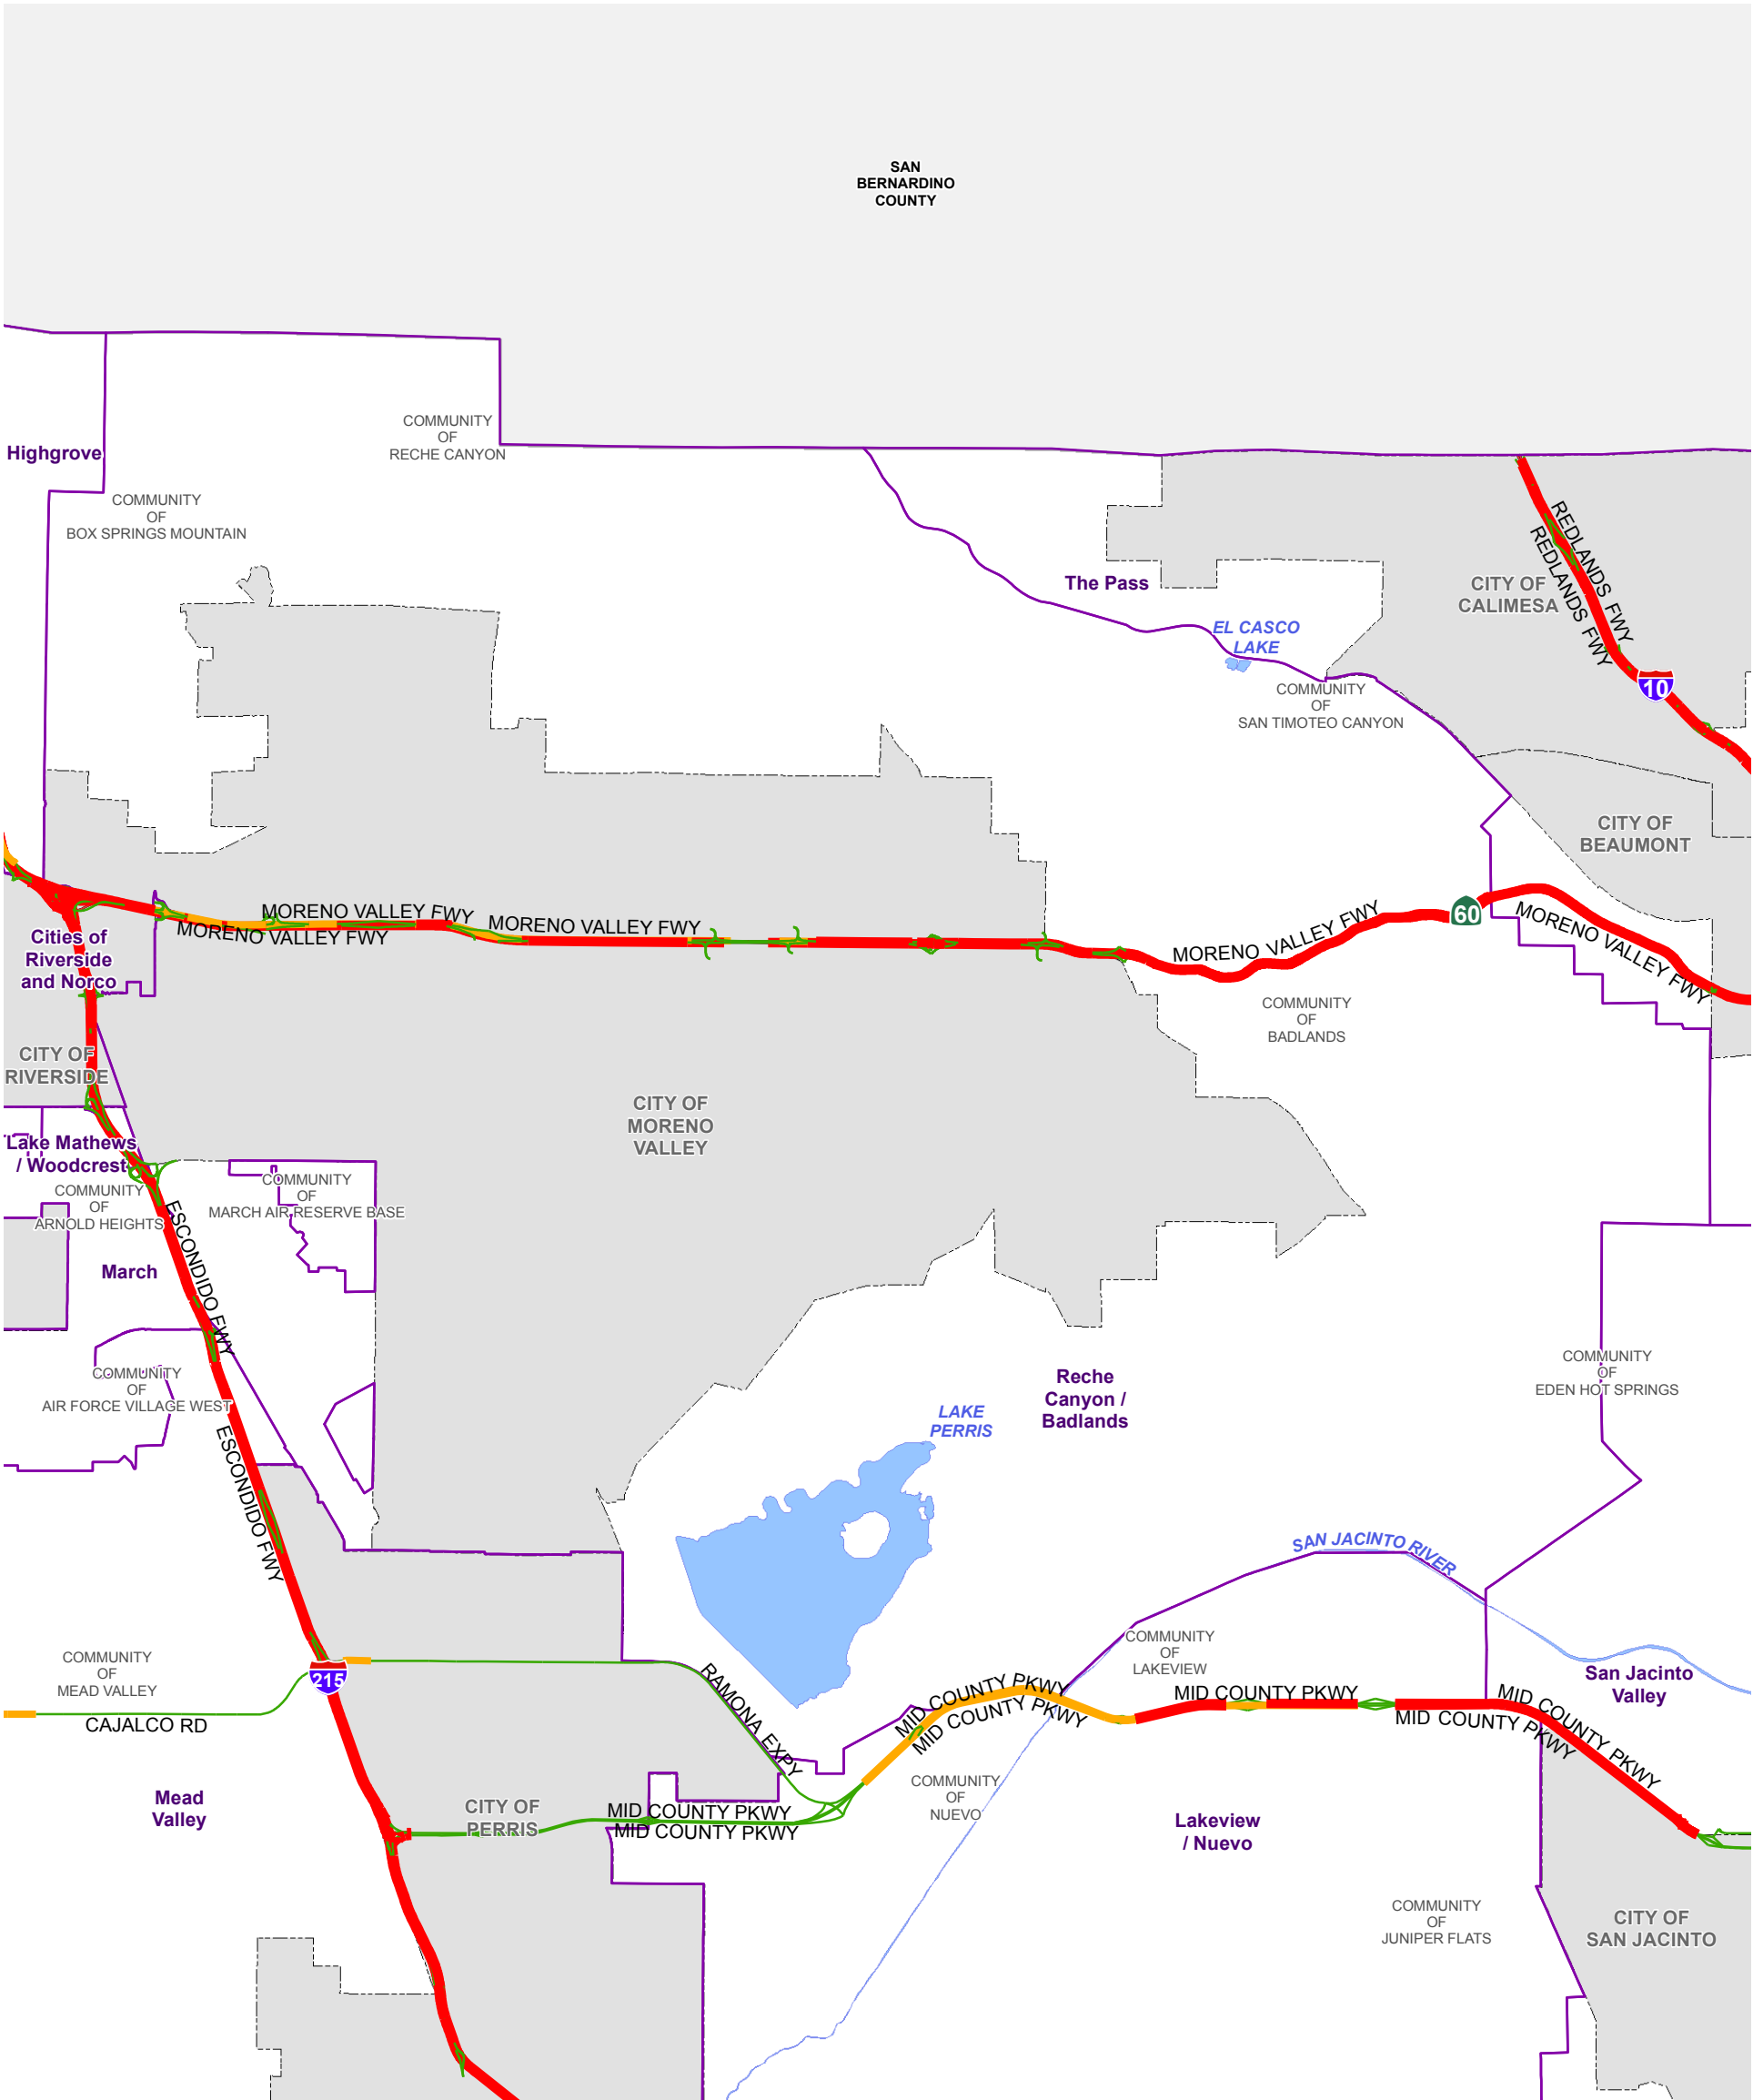 SAN
BERNARDINO
COUNTY
COMMUNITY
OF
RECHE CANYON
Highgrove
COMMUNITY
OF
BOX SPRINGS MOUNTAIN
REDLANDS FWY
REDLANDS FWY
The Pass
CITY OF
CALIMESA
EL CASCO
LAKE
10
COMMUNITY
OF
SAN TIMOTEO CANYON
CITY OF
BEAUMONT
MORENO VALLEY FWY
MORENO VALLEY FWY
MORENO VALLEY FWY
MORENO VALLEY FWY
60
MORENO VALLEY FWY
Cities of
Riverside
and Norco
COMMUNITY
OF
BADLANDS
CITY OF
RIVERSIDE
CITY OF
MORENO
VALLEY
Lake Mathews
/ Woodcrest
COMMUNITY
OF
ARNOLD HEIGHTS
COMMUNITY
OF
MARCH AIR RESERVE BASE
ESCONDIDO FWY
March
COMMUNITY
OF
AIR FORCE VILLAGE WEST
COMMUNITY
OF
EDEN HOT SPRINGS
Reche
Canyon /
Badlands
LAKE
PERRIS
ESCONDIDO FWY
SAN JACINTO RIVER
COMMUNITY
OF
MEAD VALLEY
215
CAJALCO RD
RAMONA EXPY
COMMUNITY
OF
LAKEVIEW
San Jacinto
Valley
MID COUNTY PKWY
MID COUNTY PKWY
MID COUNTY PKWY
MID COUNTY PKWY
MID COUNTY PKWY
Mead
Valley
CITY OF
PERRIS
MID COUNTY PKWY
MID COUNTY PKWY
COMMUNITY
OF
NUEVO
Lakeview
/ Nuevo
COMMUNITY
OF
JUNIPER FLATS
CITY OF
SAN JACINTO